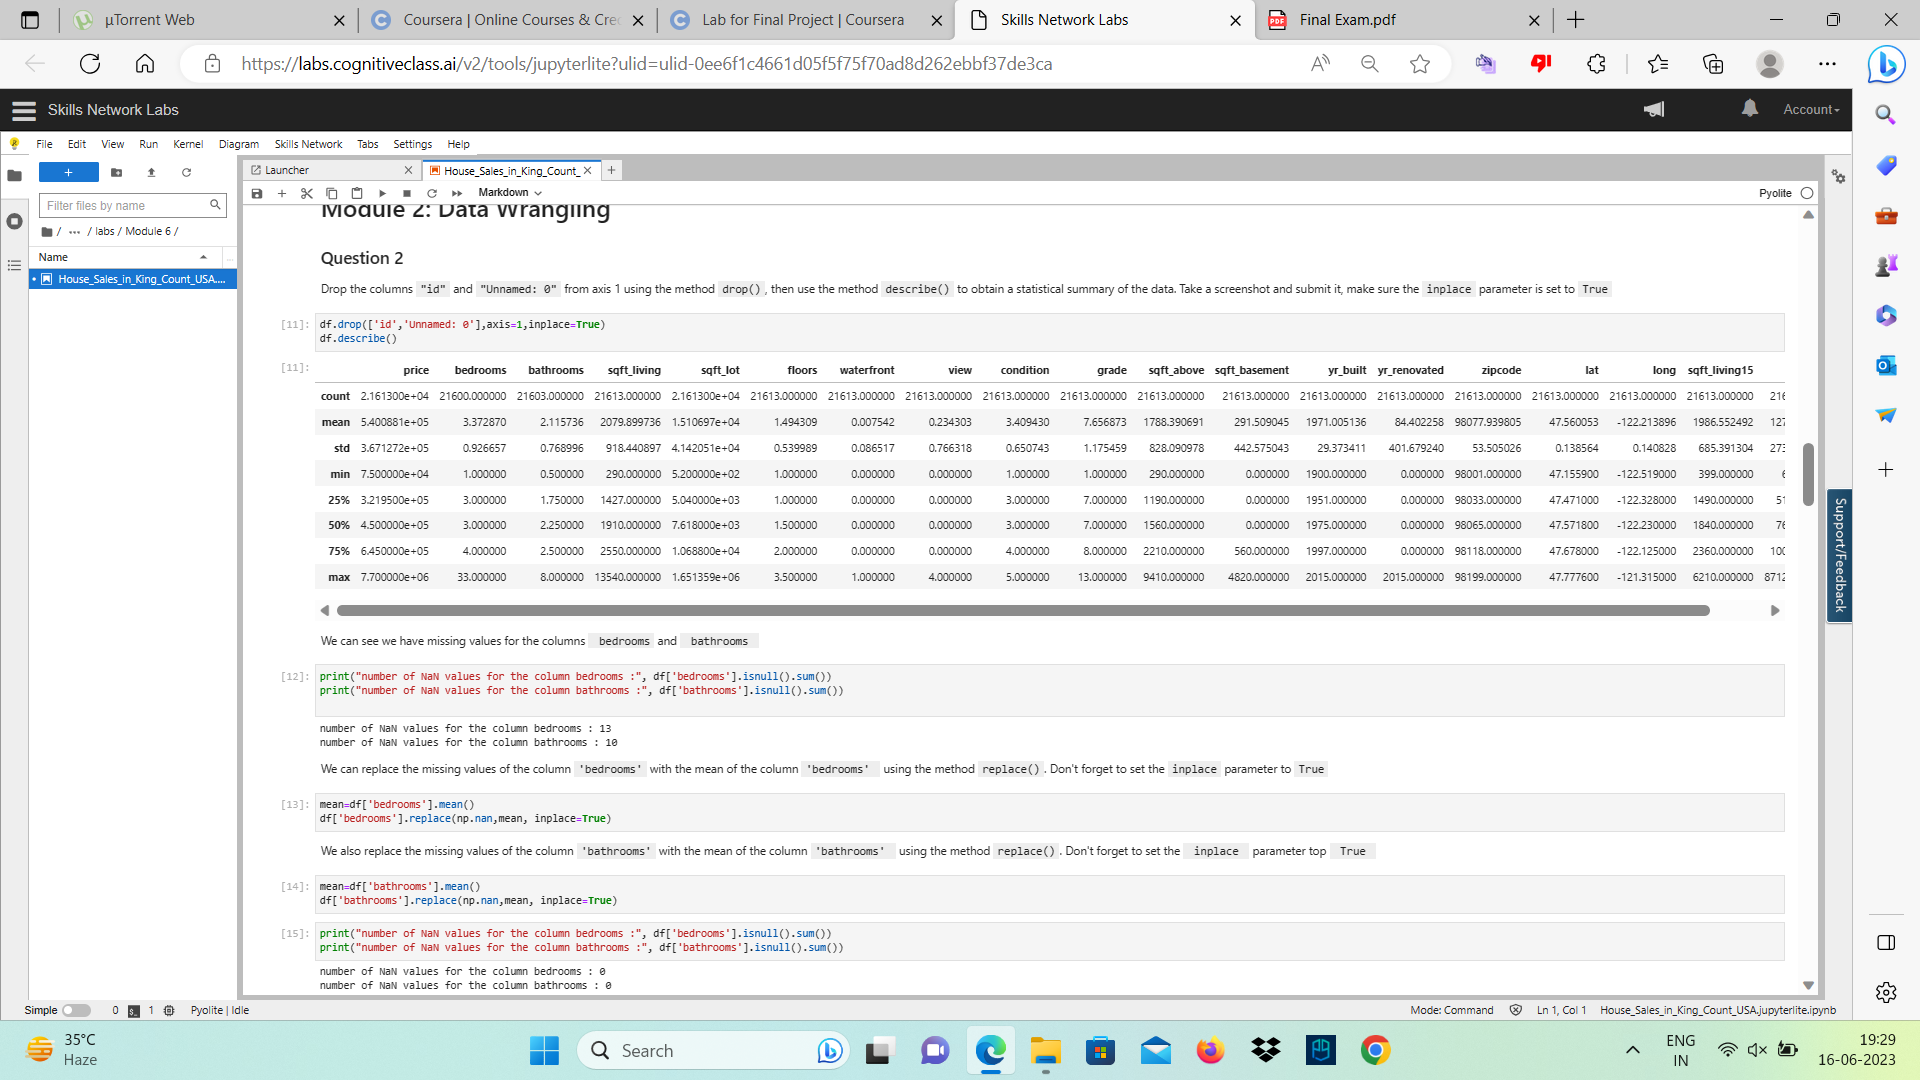 µTorrent Web
Coursera | Online Courses & Cre
Lab for Final Project | Coursera
Skills Network Labs
Final Exam.pdf
https://labs.cognitiveclass.ai/v2/tools/jupyterlite?ulid=ulid-0ee6f1c4661d05f5f75f70ad8d262ebbf37de3ca
Skills Network Labs
Account
File Edit View Run Kernel Diagram Skills Network Tabs Settings Help
Launcher
House_Sales_in_King_Count_
Markdown
Pyolite
Filter files by name
/ ... / labs / Module 6 /
Name
House_Sales_in_King_Count_USA....
Module 2: Data Wrangling
Question 2
Drop the columns "id" and "Unnamed: 0" from axis 1 using the method drop(), then use the method describe() to obtain a statistical summary of the data. Take a screenshot and submit it, make sure the inplace parameter is set to True
[11]: df.drop(['id','Unnamed: 0'],axis=1,inplace=True)
df.describe()
[11]:
price bedrooms bathrooms sqft_living sqft_lot floors waterfront view condition grade sqft_above sqft_basement yr_built yr_renovated zipcode lat long sqft_living15
count 2.161300e+04 21600.000000 21603.000000 21613.000000 2.161300e+04 21613.000000 21613.000000 21613.000000 21613.000000 21613.000000 21613.000000 21613.000000 21613.000000 21613.000000 21613.000000 21613.000000 21613.000000 21613.000000 216
mean 5.400881e+05 3.372870 2.115736 2079.899736 1.510697e+04 1.494309 0.007542 0.234303 3.409430 7.656873 1788.390691 291.509045 1971.005136 84.402258 98077.939805 47.560053 -122.213896 1986.552492 127
std 3.671272e+05 0.926657 0.768996 918.440897 4.142051e+04 0.539989 0.086517 0.766318 0.650743 1.175459 828.090978 442.575043 29.373411 401.679240 53.505026 0.138564 0.140828 685.391304 273
min 7.500000e+04 1.000000 0.500000 290.000000 5.200000e+02 1.000000 0.000000 0.000000 1.000000 1.000000 290.000000 0.000000 1900.000000 0.000000 98001.000000 47.155900 -122.519000 399.000000 6
25% 3.219500e+05 3.000000 1.750000 1427.000000 5.040000e+03 1.000000 0.000000 0.000000 3.000000 7.000000 1190.000000 0.000000 1951.000000 0.000000 98033.000000 47.471000 -122.328000 1490.000000 51
50% 4.500000e+05 3.000000 2.250000 1910.000000 7.618000e+03 1.500000 0.000000 0.000000 3.000000 7.000000 1560.000000 0.000000 1975.000000 0.000000 98065.000000 47.571800 -122.230000 1840.000000 76
75% 6.450000e+05 4.000000 2.500000 2550.000000 1.068800e+04 2.000000 0.000000 0.000000 4.000000 8.000000 2210.000000 560.000000 1997.000000 0.000000 98118.000000 47.678000 -122.125000 2360.000000 100
max 7.700000e+06 33.000000 8.000000 13540.000000 1.651359e+06 3.500000 1.000000 4.000000 5.000000 13.000000 9410.000000 4820.000000 2015.000000 2015.000000 98199.000000 47.777600 -121.315000 6210.000000 8712
We can see we have missing values for the columns bedrooms and bathrooms
[12]: print("number of NaN values for the column bedrooms :", df['bedrooms'].isnull().sum())
print("number of NaN values for the column bathrooms :", df['bathrooms'].isnull().sum())
number of NaN values for the column bedrooms : 13
number of NaN values for the column bathrooms : 10
We can replace the missing values of the column 'bedrooms' with the mean of the column 'bedrooms' using the method replace(). Don't forget to set the inplace parameter to True
[13]: mean=df['bedrooms'].mean()
df['bedrooms'].replace(np.nan,mean, inplace=True)
We also replace the missing values of the column 'bathrooms' with the mean of the column 'bathrooms' using the method replace(). Don't forget to set the inplace parameter top True
[14]: mean=df['bathrooms'].mean()
df['bathrooms'].replace(np.nan,mean, inplace=True)
[15]: print("number of NaN values for the column bedrooms :", df['bedrooms'].isnull().sum())
print("number of NaN values for the column bathrooms :", df['bathrooms'].isnull().sum())
number of NaN values for the column bedrooms : 0
number of NaN values for the column bathrooms : 0
Support/Feedback
Simple 0 1 Pyolite | Idle
Mode: Command Ln 1, Col 1 House_Sales_in_King_Count_USA.jupyterlite.ipynb
35°C
Haze
Search
ENG
IN
19:29
16-06-2023